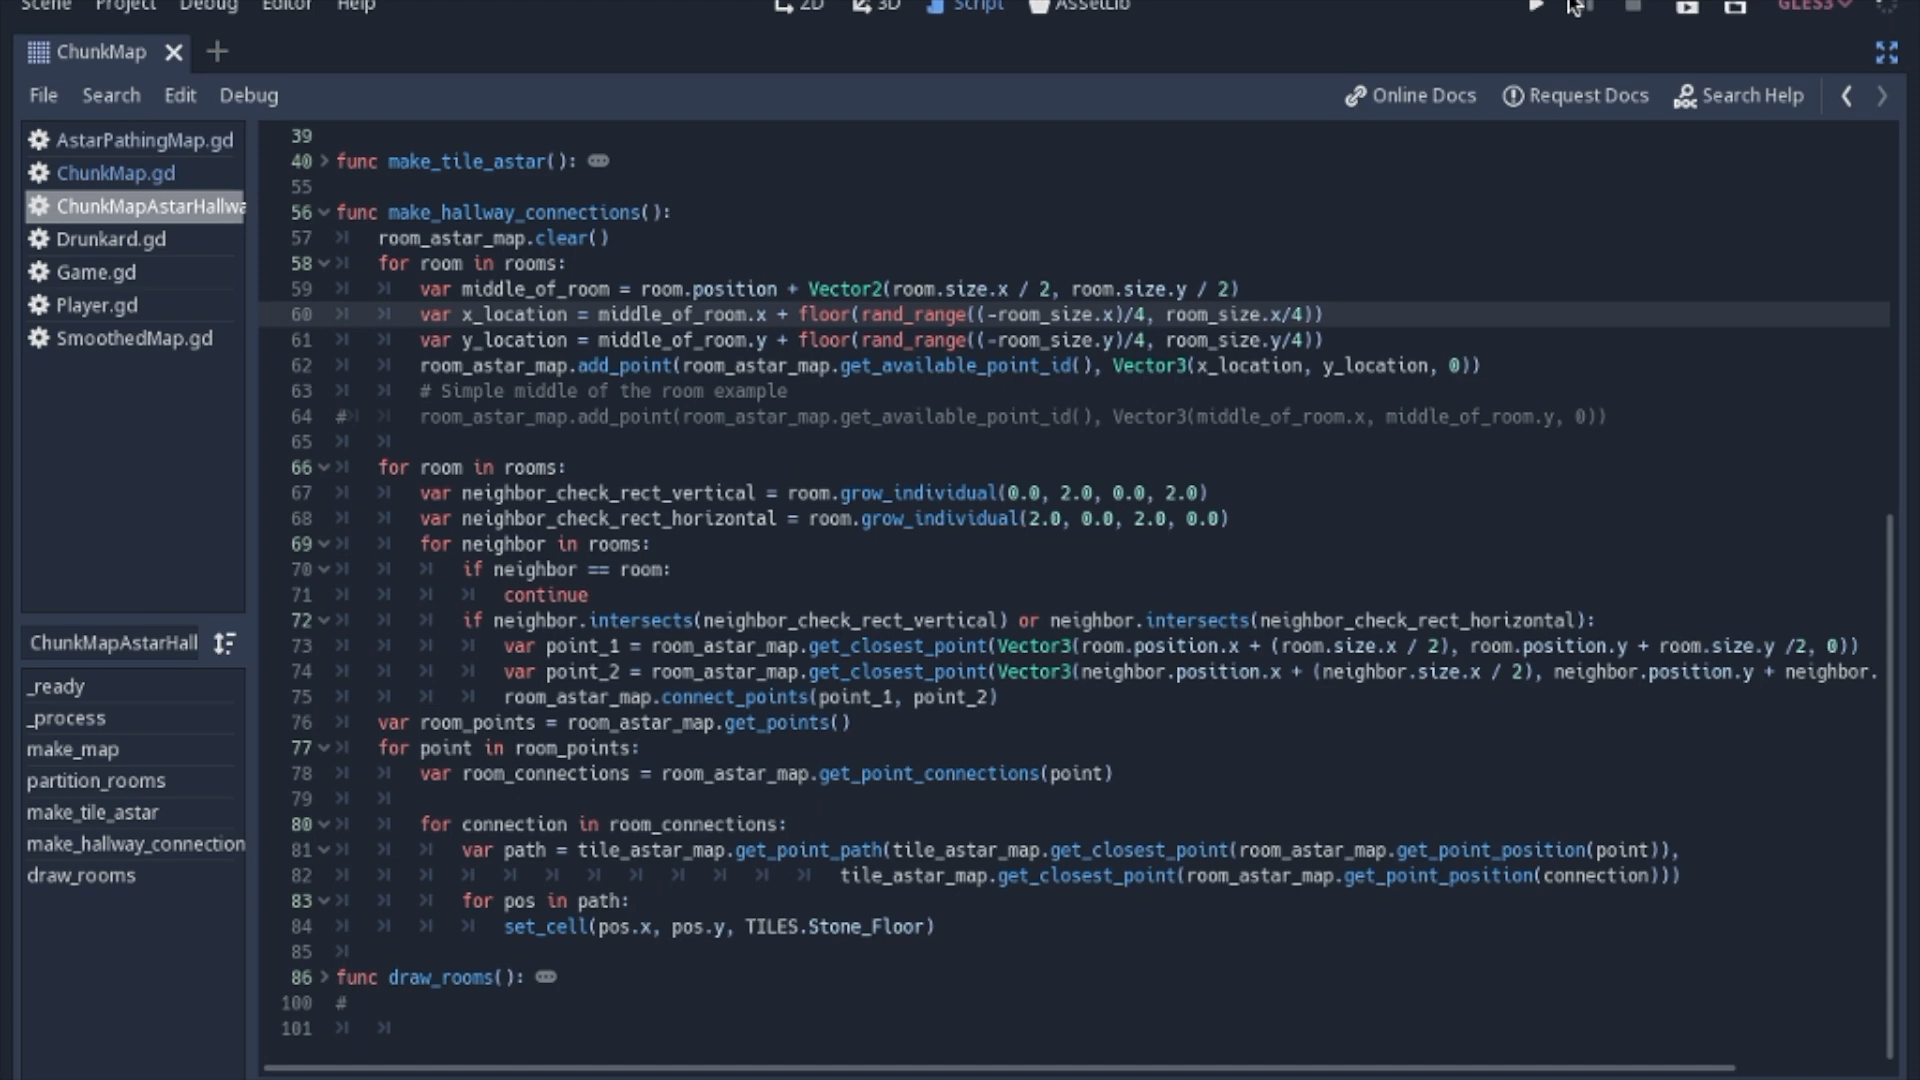 Scene Project Debug Editor Help 2D 3D Script AssetLib GLES3
ChunkMap
File Search Edit Debug Online Docs Request Docs Search Help
AstarPathingMap.gd
ChunkMap.gd
ChunkMapAstarHallwa
Drunkard.gd
Game.gd
Player.gd
SmoothedMap.gd
ChunkMapAstarHall
_ready
_process
make_map
partition_rooms
make_tile_astar
make_hallway_connection
draw_rooms
39
40 func make_tile_astar():
55
56 func make_hallway_connections():
57 room_astar_map.clear()
58 for room in rooms:
59 var middle_of_room = room.position + Vector2(room.size.x / 2, room.size.y / 2)
60 var x_location = middle_of_room.x + floor(rand_range((-room_size.x)/4, room_size.x/4))
61 var y_location = middle_of_room.y + floor(rand_range((-room_size.y)/4, room_size.y/4))
62 room_astar_map.add_point(room_astar_map.get_available_point_id(), Vector3(x_location, y_location, 0))
63 # Simple middle of the room example
64 # room_astar_map.add_point(room_astar_map.get_available_point_id(), Vector3(middle_of_room.x, middle_of_room.y, 0))
65
66 for room in rooms:
67 var neighbor_check_rect_vertical = room.grow_individual(0.0, 2.0, 0.0, 2.0)
68 var neighbor_check_rect_horizontal = room.grow_individual(2.0, 0.0, 2.0, 0.0)
69 for neighbor in rooms:
70 if neighbor == room:
71 continue
72 if neighbor.intersects(neighbor_check_rect_vertical) or neighbor.intersects(neighbor_check_rect_horizontal):
73 var point_1 = room_astar_map.get_closest_point(Vector3(room.position.x + (room.size.x / 2), room.position.y + room.size.y /2, 0))
74 var point_2 = room_astar_map.get_closest_point(Vector3(neighbor.position.x + (neighbor.size.x / 2), neighbor.position.y + neighbor.
75 room_astar_map.connect_points(point_1, point_2)
76 var room_points = room_astar_map.get_points()
77 for point in room_points:
78 var room_connections = room_astar_map.get_point_connections(point)
79
80 for connection in room_connections:
81 var path = tile_astar_map.get_point_path(tile_astar_map.get_closest_point(room_astar_map.get_point_position(point)),
82 tile_astar_map.get_closest_point(room_astar_map.get_point_position(connection)))
83 for pos in path:
84 set_cell(pos.x, pos.y, TILES.Stone_Floor)
85
86 func draw_rooms():
100 #
101